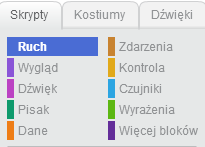 Skrypty Kostiumy Dźwięki
Ruch Zdarzenia
Wygląd Kontrola
Dźwięk Czujniki
Pisak Wyrażenia
Dane Więcej bloków